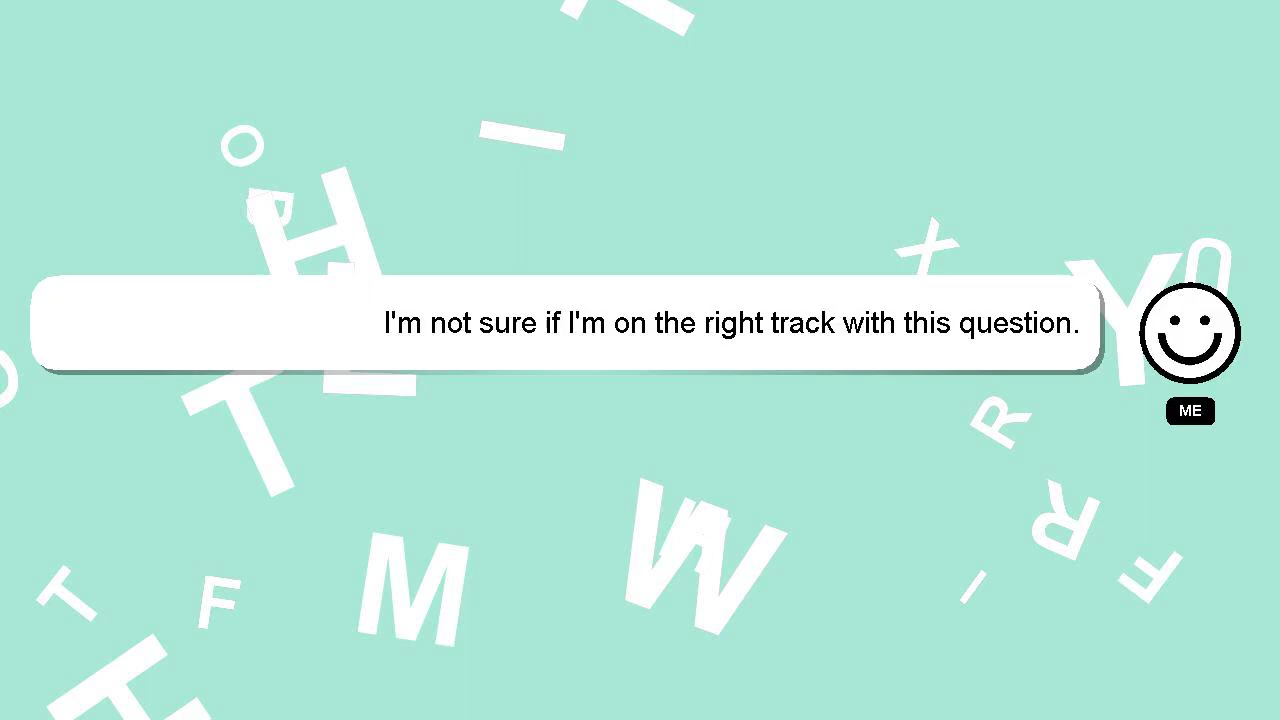 I'm not sure if I'm on the right track with this question.
ME
O
H
T
M
W
X
Y
R
R
F
T
F